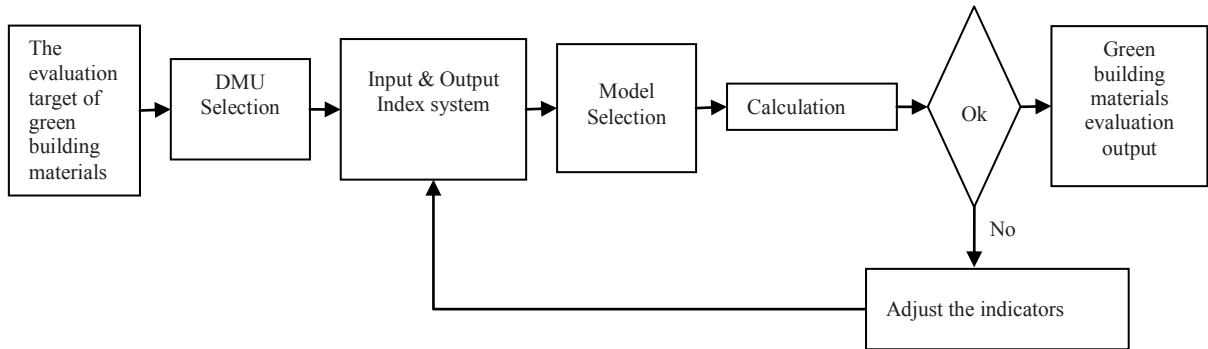 The
evaluation
target of
green
building
materials
DMU
Selection
Input & Output
Index system
Model
Selection
Calculation
Ok
Green
building
materials
evaluation
output
No
Adjust the indicators